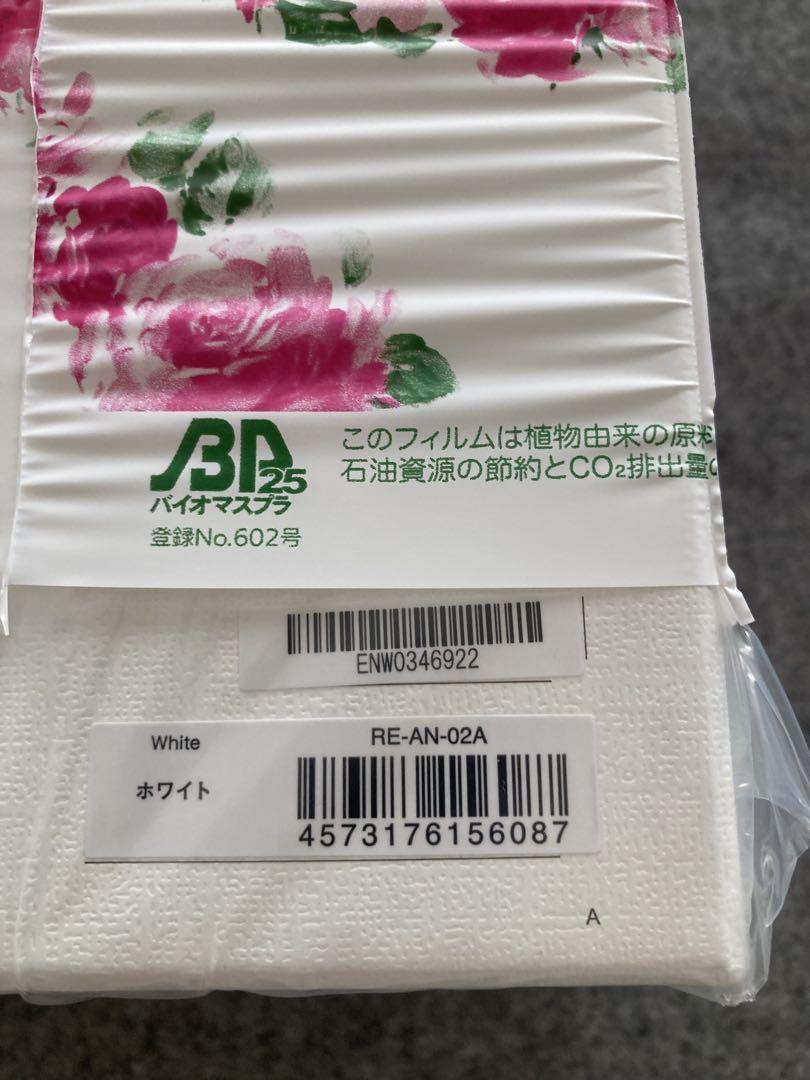 BP25
バイオマスプラ
登録No.602号
このフィルムは植物由来の原料
石油資源の節約とCO₂排出量の
ENW0346922
White
ホワイト
RE-AN-02A
4573176156087
A